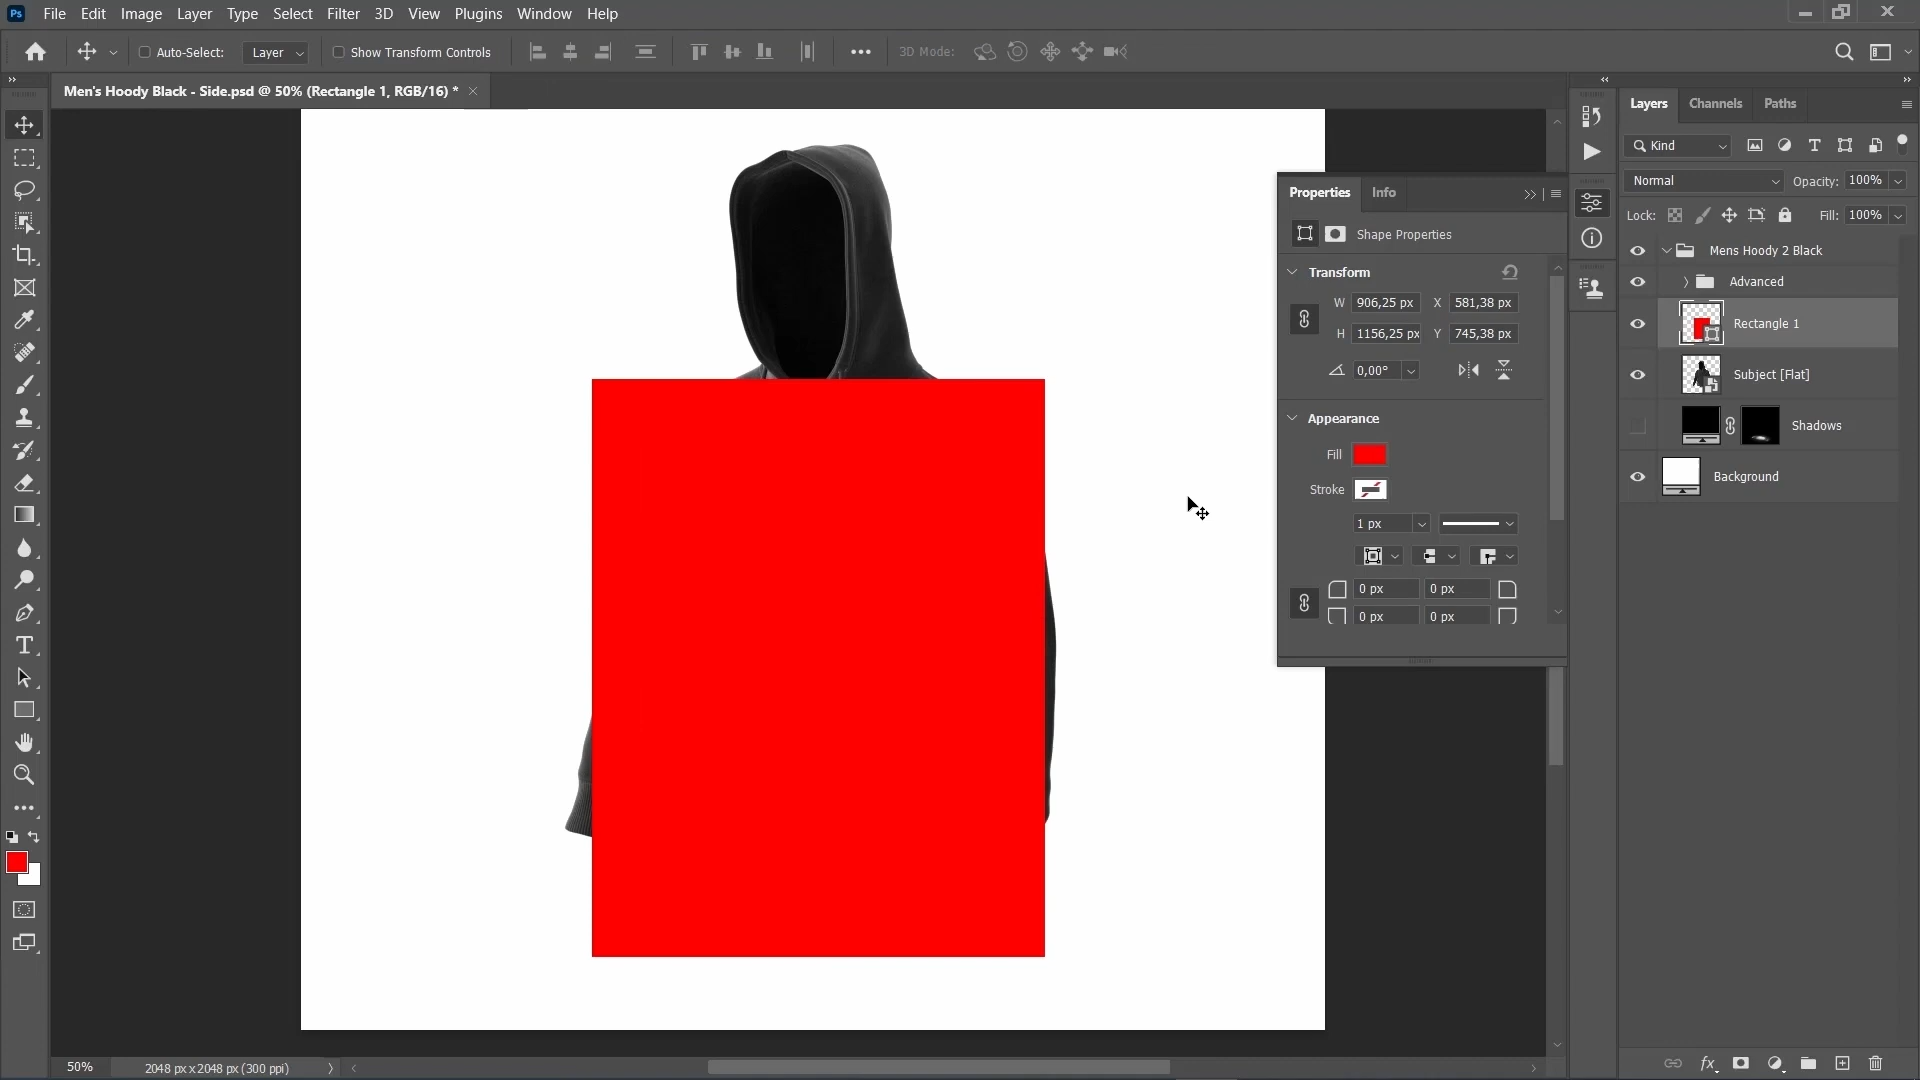 Ps File Edit Image Layer Type Select Filter 3D View Plugins Window Help
Auto-Select: Layer Show Transform Controls 3D Mode:
Men's Hoody Black - Side.psd @ 50% (Rectangle 1, RGB/16) *
Layers Channels Paths
Kind
Normal Opacity: 100%
Lock: Fill: 100%
Mens Hoody 2 Black
Advanced
Rectangle 1
Subject [Flat]
Shadows
Background
Properties Info
Shape Properties
Transform
W 906,25 px X 581,38 px
H 1156,25 px Y 745,38 px
0,00°
Appearance
Fill
Stroke
1 px
0 px 0 px
0 px 0 px
50% 2048 px x 2048 px (300 ppi)